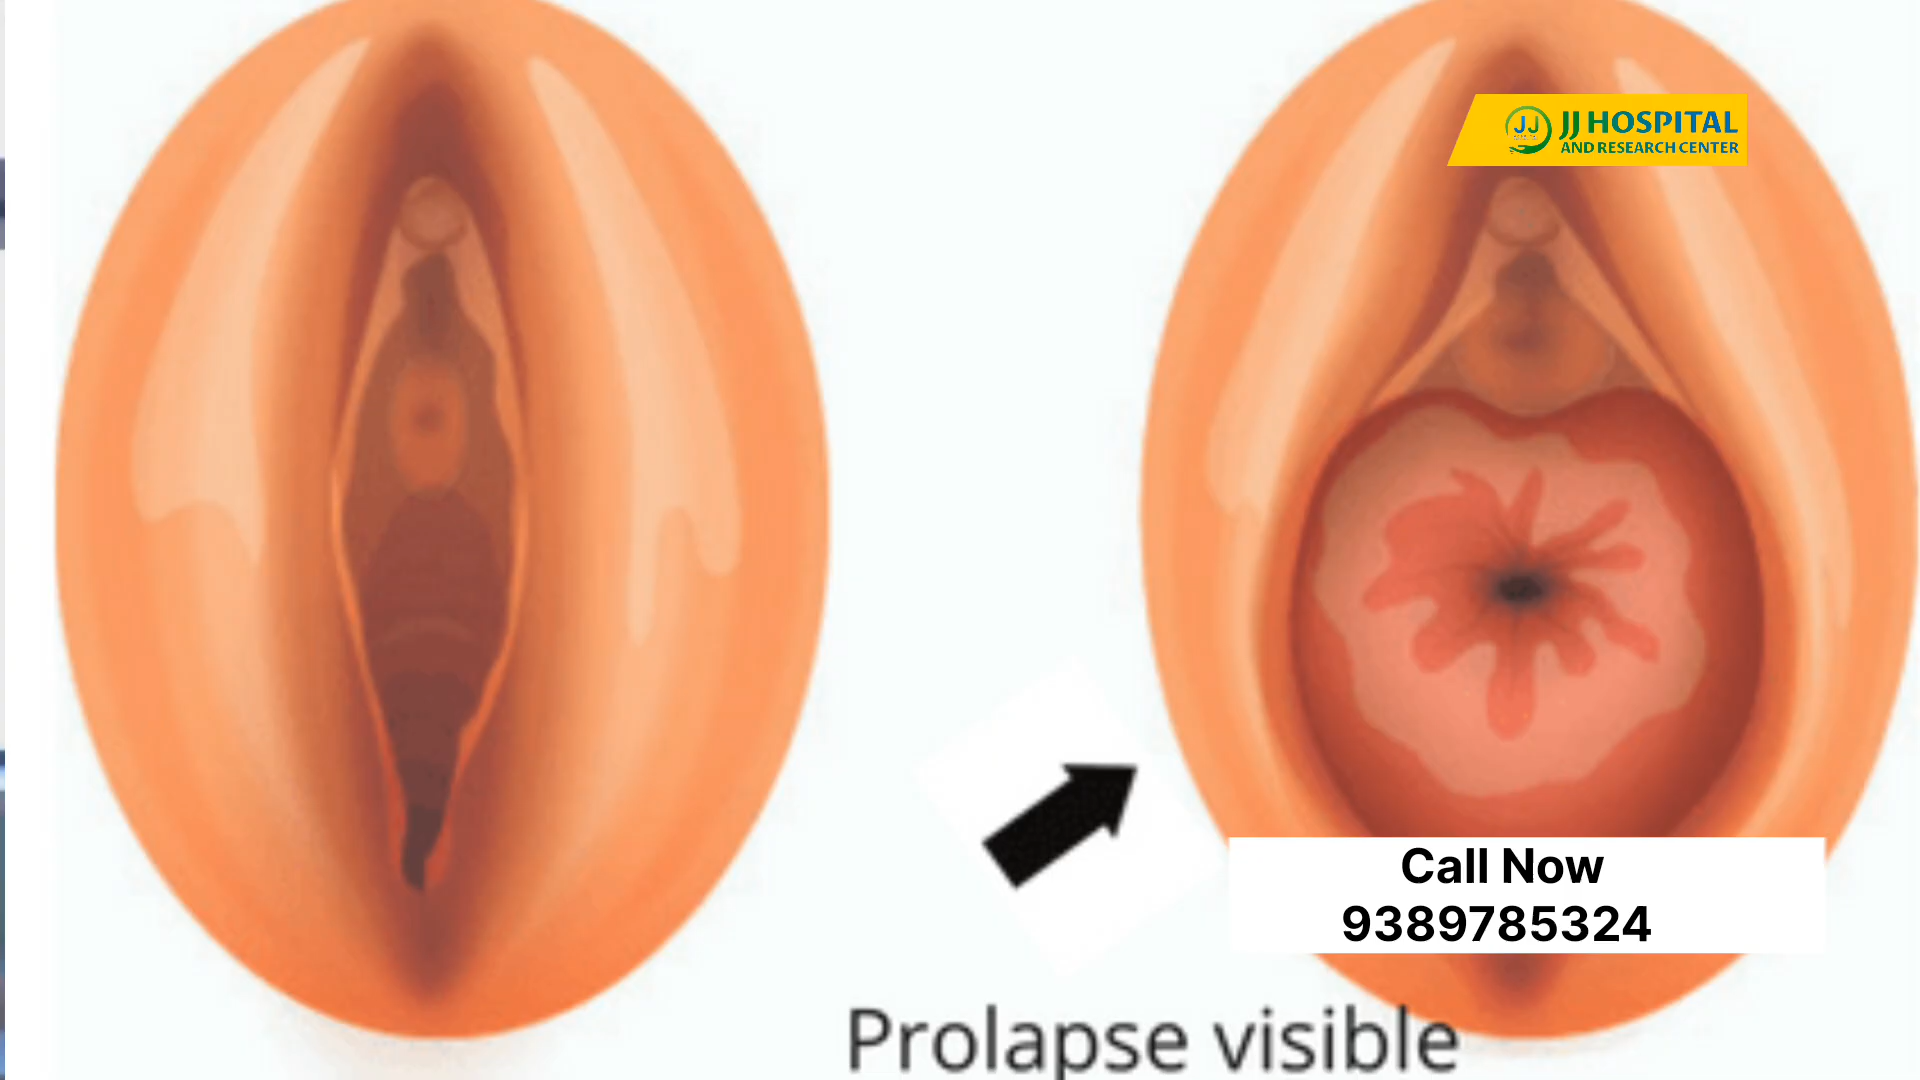 JJ
JJ HOSPITAL
AND RESEARCH CENTER
Call Now
9389785324
Prolapse visible